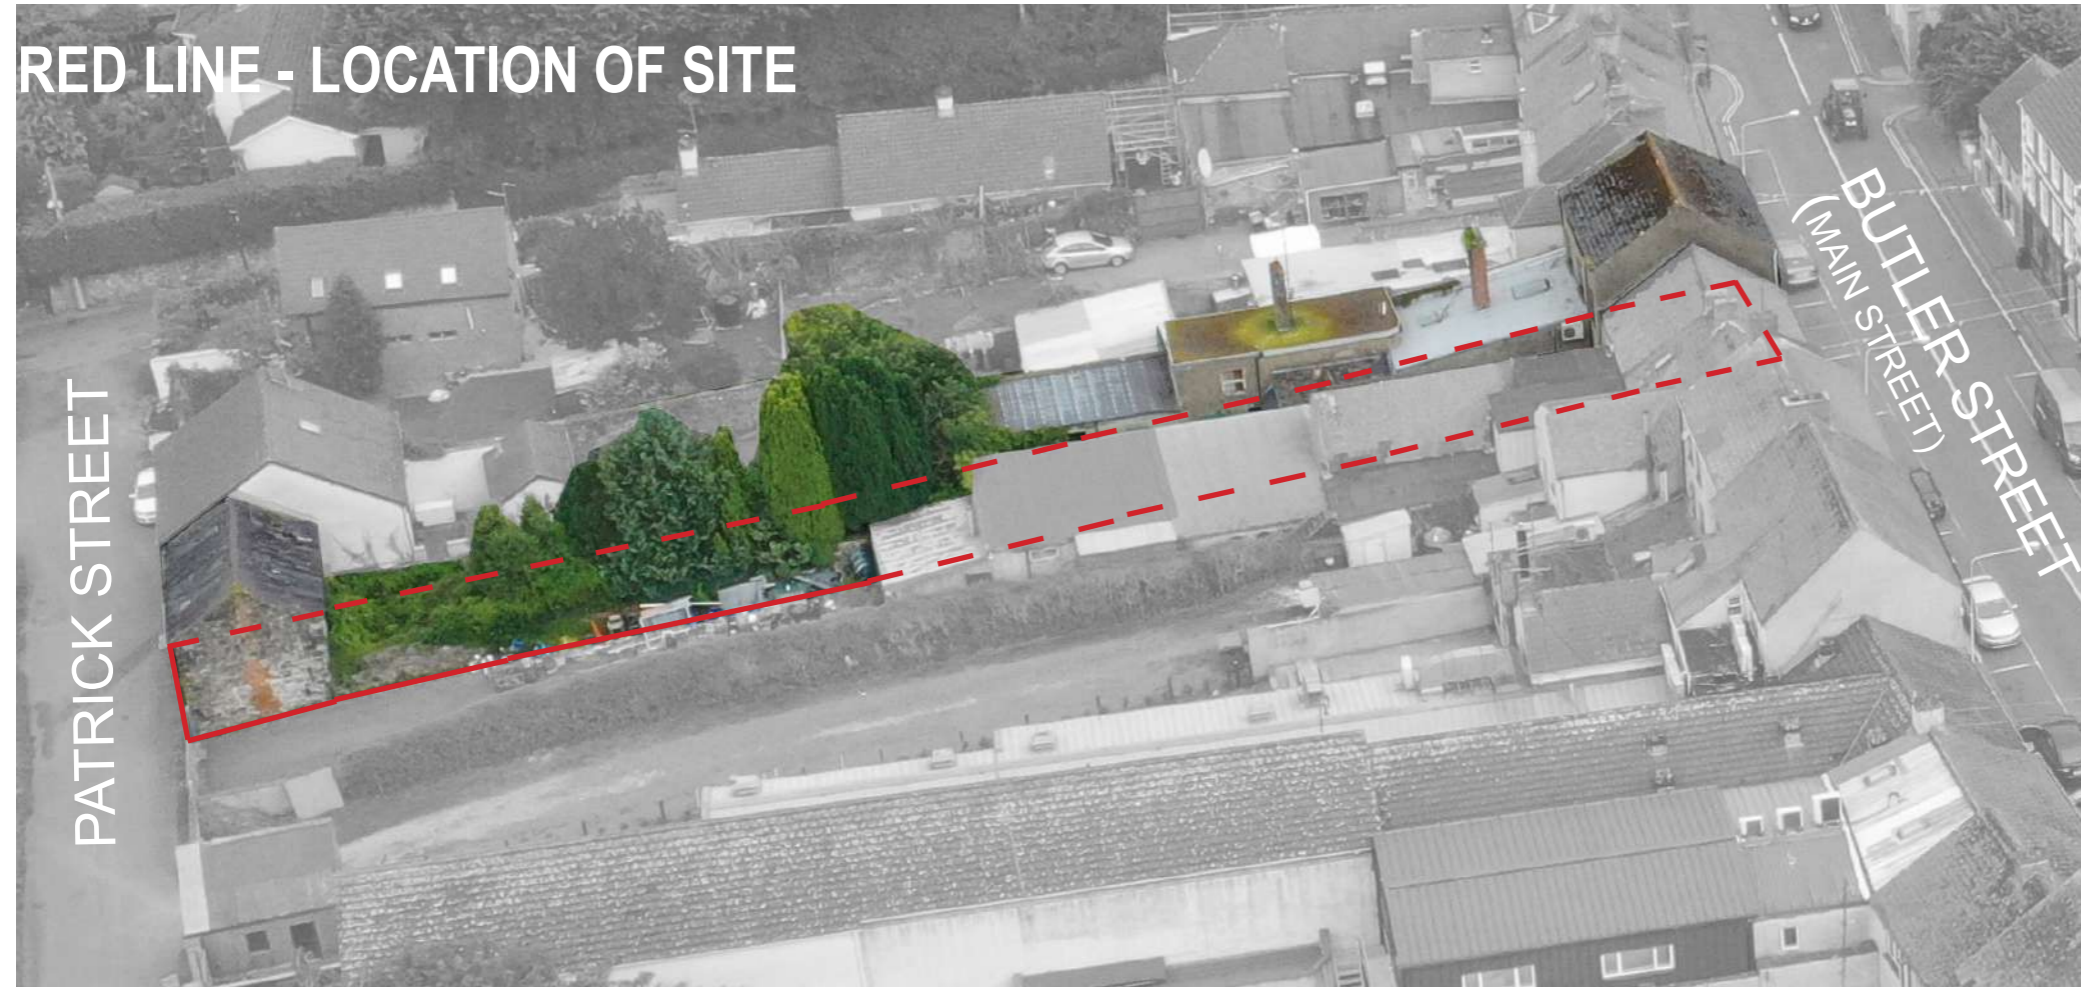 RED LINE - LOCATION OF SITE
PATRICK STREET
BUTLER STREET
(MAIN STREET)